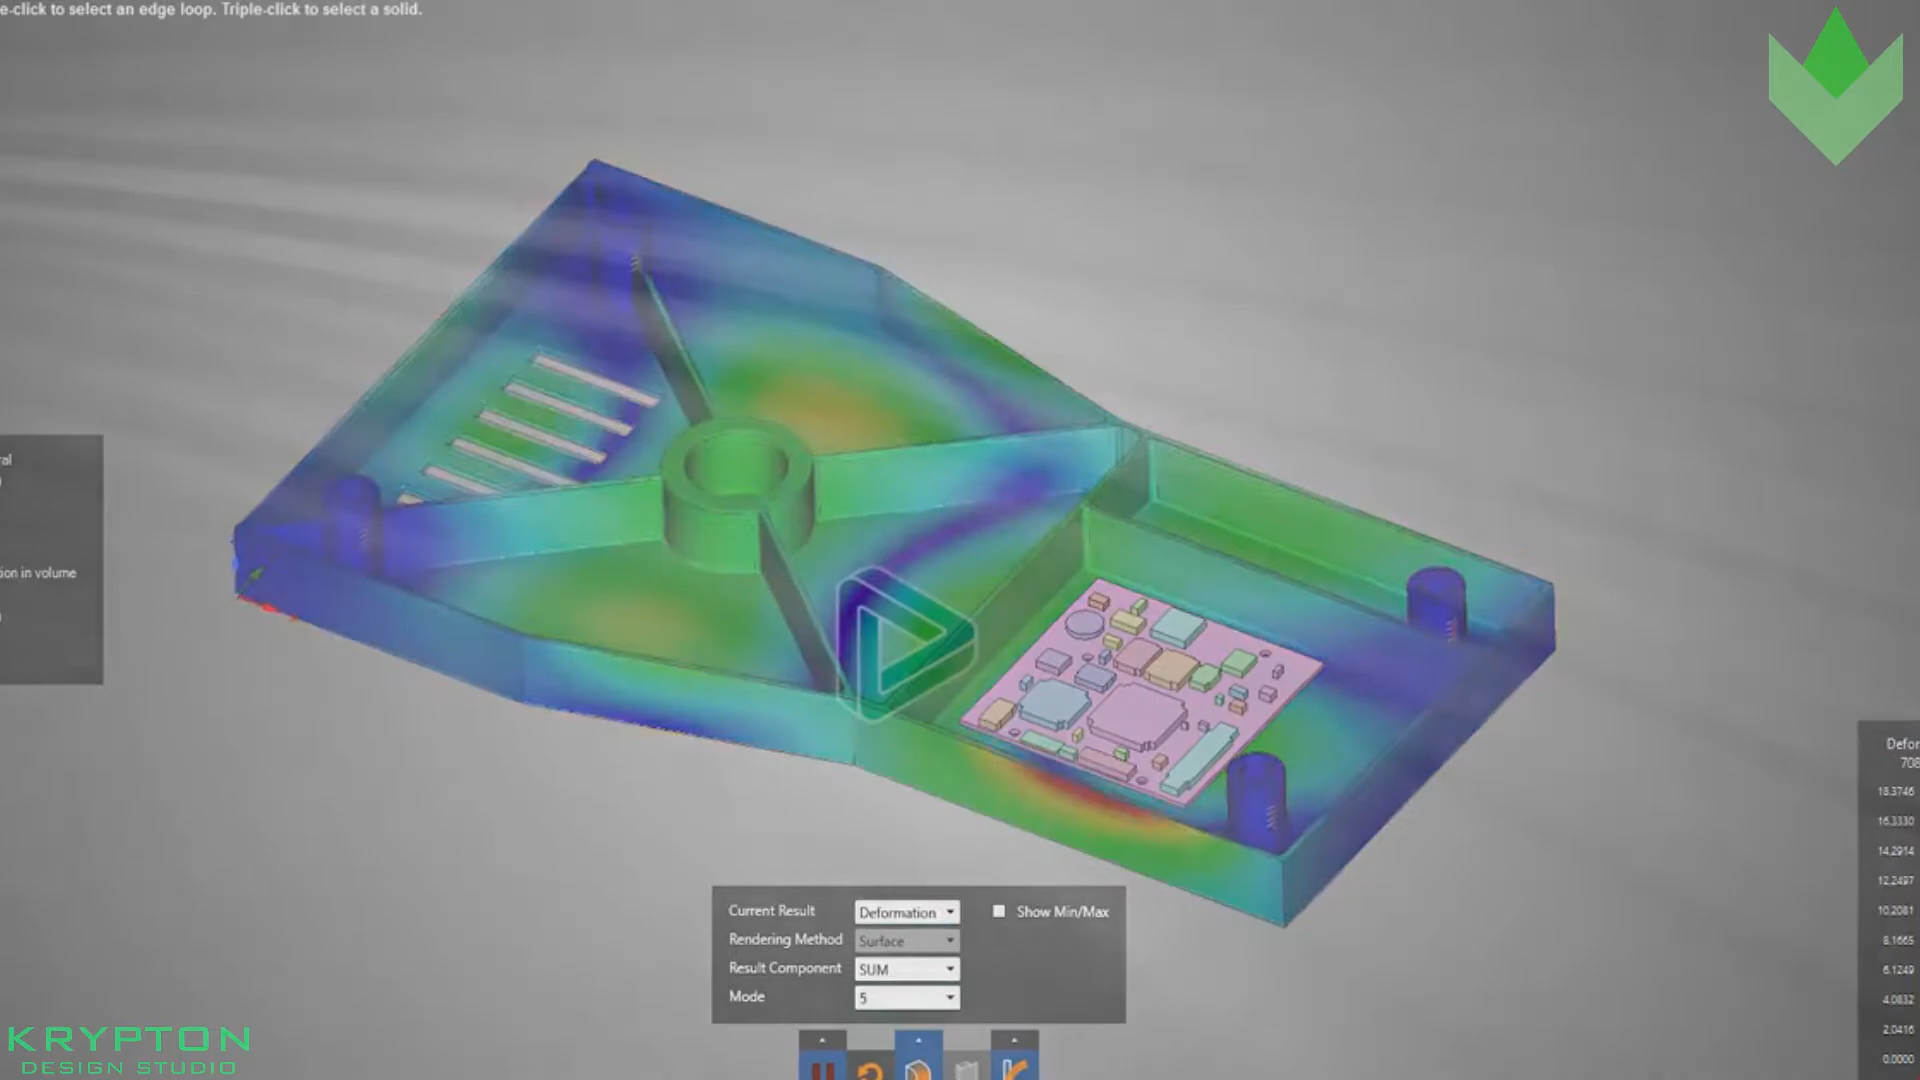 e-click to select an edge loop. Triple-click to select a solid.
ral
ion in volume
Defor
708
18.3746
16.3330
14.2914
12.2497
10.2081
8.1665
6.1249
4.0832
2.0416
0.0000
Current Result Deformation Show Min/Max
Rendering Method Surface
Result Component SUM
Mode 5
KRYPTON
DESIGN STUDIO